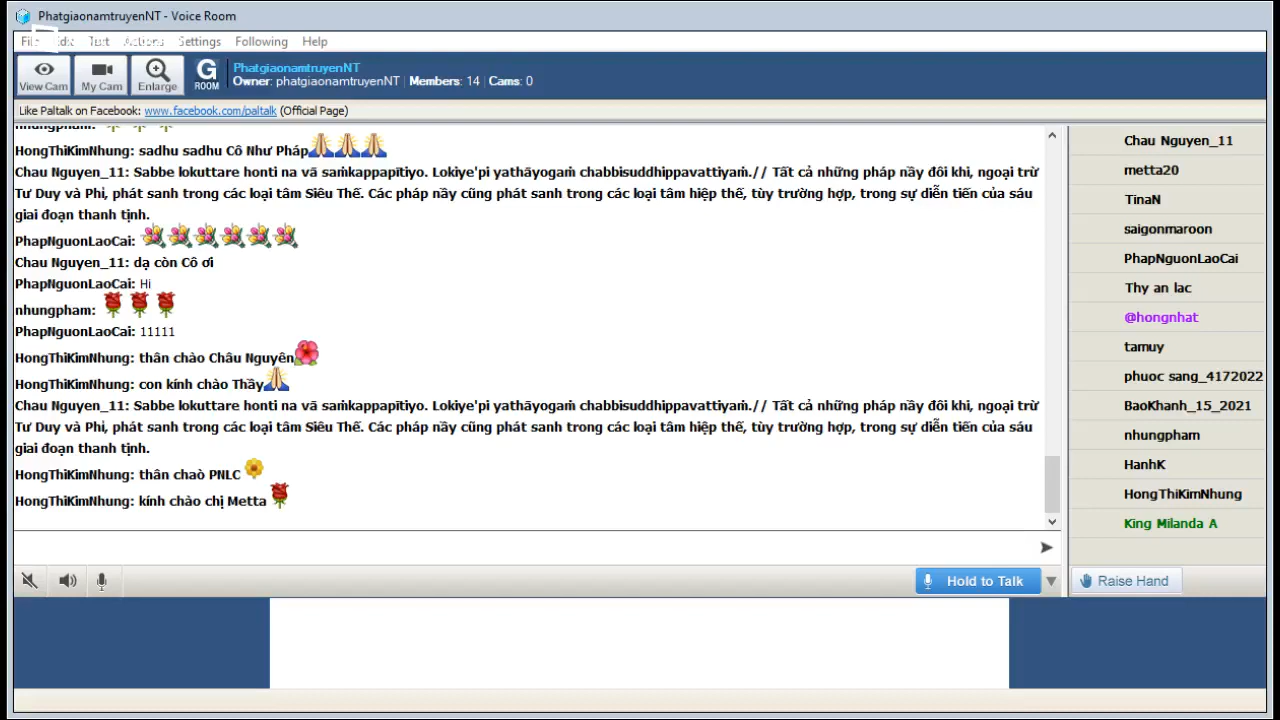 PhatgiaonamtruyenNT - Voice Room
Settings Following Help
View Cam My Cam Enlarge G ROOM
PhatgiaonamtruyenNT
Owner: phatgiaonamtruyenNT | Members: 14 | Cams: 0
Like Paltalk on Facebook: www.facebook.com/paltalk (Official Page)
nhungpham:
HongThiKimNhung: sadhu sadhu Cô Như Pháp
Chau Nguyen_11: Sabbe lokuttare honti na vā saṁkappapītiyo. Lokiye'pi yathāyogaṁ chabbisuddhippavattiyaṁ.// Tất cả những pháp nầy đôi khi, ngoại trừ
Tư Duy và Phỉ, phát sanh trong các loại tâm Siêu Thế. Các pháp nầy cũng phát sanh trong các loại tâm hiệp thế, tùy trường hợp, trong sự diễn tiến của sáu
giai đoạn thanh tịnh.
PhapNguonLaoCai:
Chau Nguyen_11: dạ còn Cô ơi
PhapNguonLaoCai: Hi
nhungpham:
PhapNguonLaoCai: 11111
HongThiKimNhung: thân chào Châu Nguyên
HongThiKimNhung: con kính chào Thầy
Chau Nguyen_11: Sabbe lokuttare honti na vā saṁkappapītiyo. Lokiye'pi yathāyogaṁ chabbisuddhippavattiyaṁ.// Tất cả những pháp nầy đôi khi, ngoại trừ
Tư Duy và Phỉ, phát sanh trong các loại tâm Siêu Thế. Các pháp nầy cũng phát sanh trong các loại tâm hiệp thế, tùy trường hợp, trong sự diễn tiến của sáu
giai đoạn thanh tịnh.
HongThiKimNhung: thân chaò PNLC
HongThiKimNhung: kính chào chị Metta
Chau Nguyen_11
metta20
TinaN
saigonmaroon
PhapNguonLaoCai
Thy an lac
@hongnhat
tamuy
phuoc sang_4172022
BaoKhanh_15_2021
nhungpham
HanhK
HongThiKimNhung
King Milanda A
Hold to Talk
Raise Hand